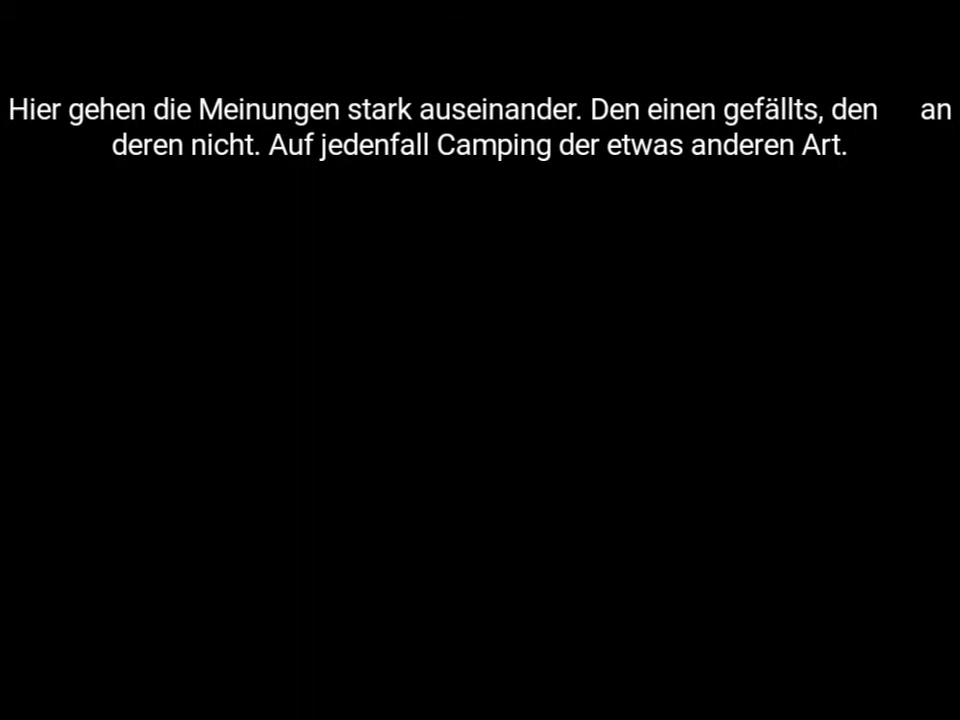 Hier gehen die Meinungen stark auseinander. Den einen gefällts, den an
deren nicht. Auf jedenfall Camping der etwas anderen Art.